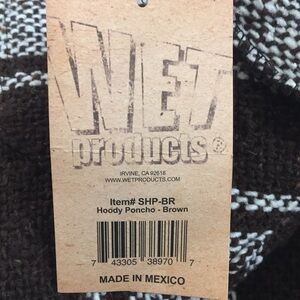 WET
products®
IRVINE, CA 92618
WWW.WETPRODUCTS.COM
Item# SHP-BR
Hoody Poncho - Brown
7 43305 38970 7
MADE IN MEXICO